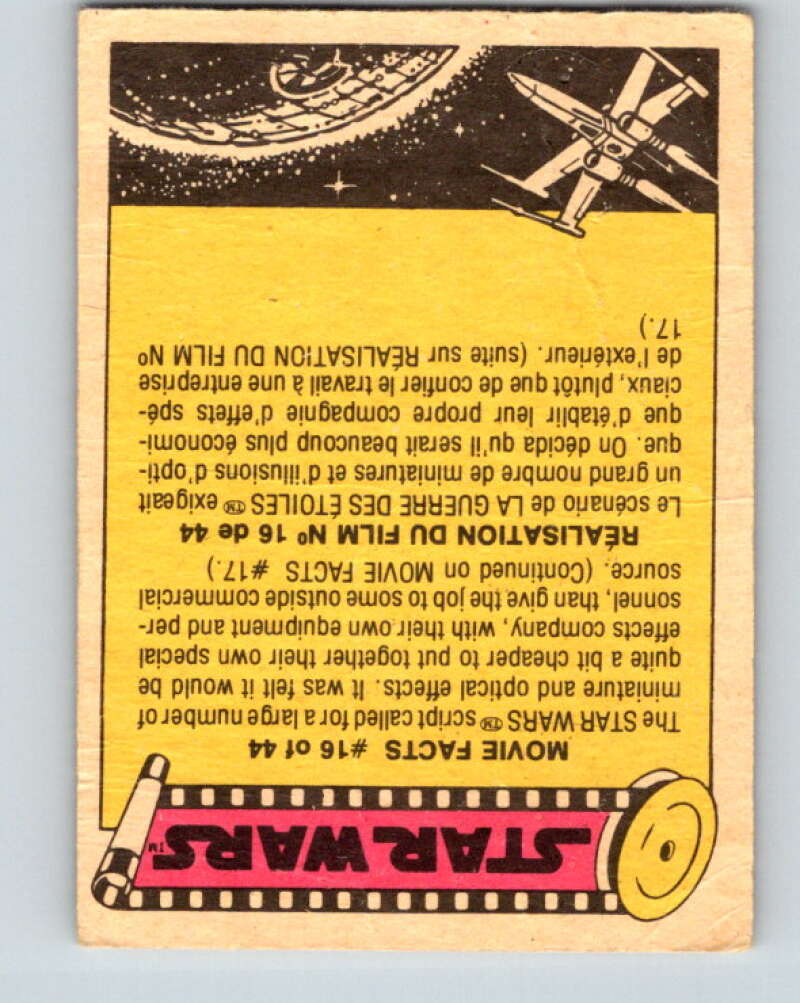 STAR WARS™
MOVIE FACTS #16 of 44
The STAR WARS™ script called for a large number of
miniature and optical effects. It was felt it would be
quite a bit cheaper to put together their own special
effects company, with their own equipment and per-
sonnel, than give the job to some outside commercial
source. (Continued on MOVIE FACTS #17.)
RÉALISATION DU FILM Nº 16 de 44
Le scénario de LA GUERRE DES ÉTOILES™ exigeait
un grand nombre de miniatures et d'illusions d'opti-
que. On décida qu'il serait beaucoup plus économi-
que d'établir leur propre compagnie d'effets spé-
ciaux, plutôt que de confier le travail à une entreprise
de l'extérieur. (suite sur RÉALISATION DU FILM Nº
17.)